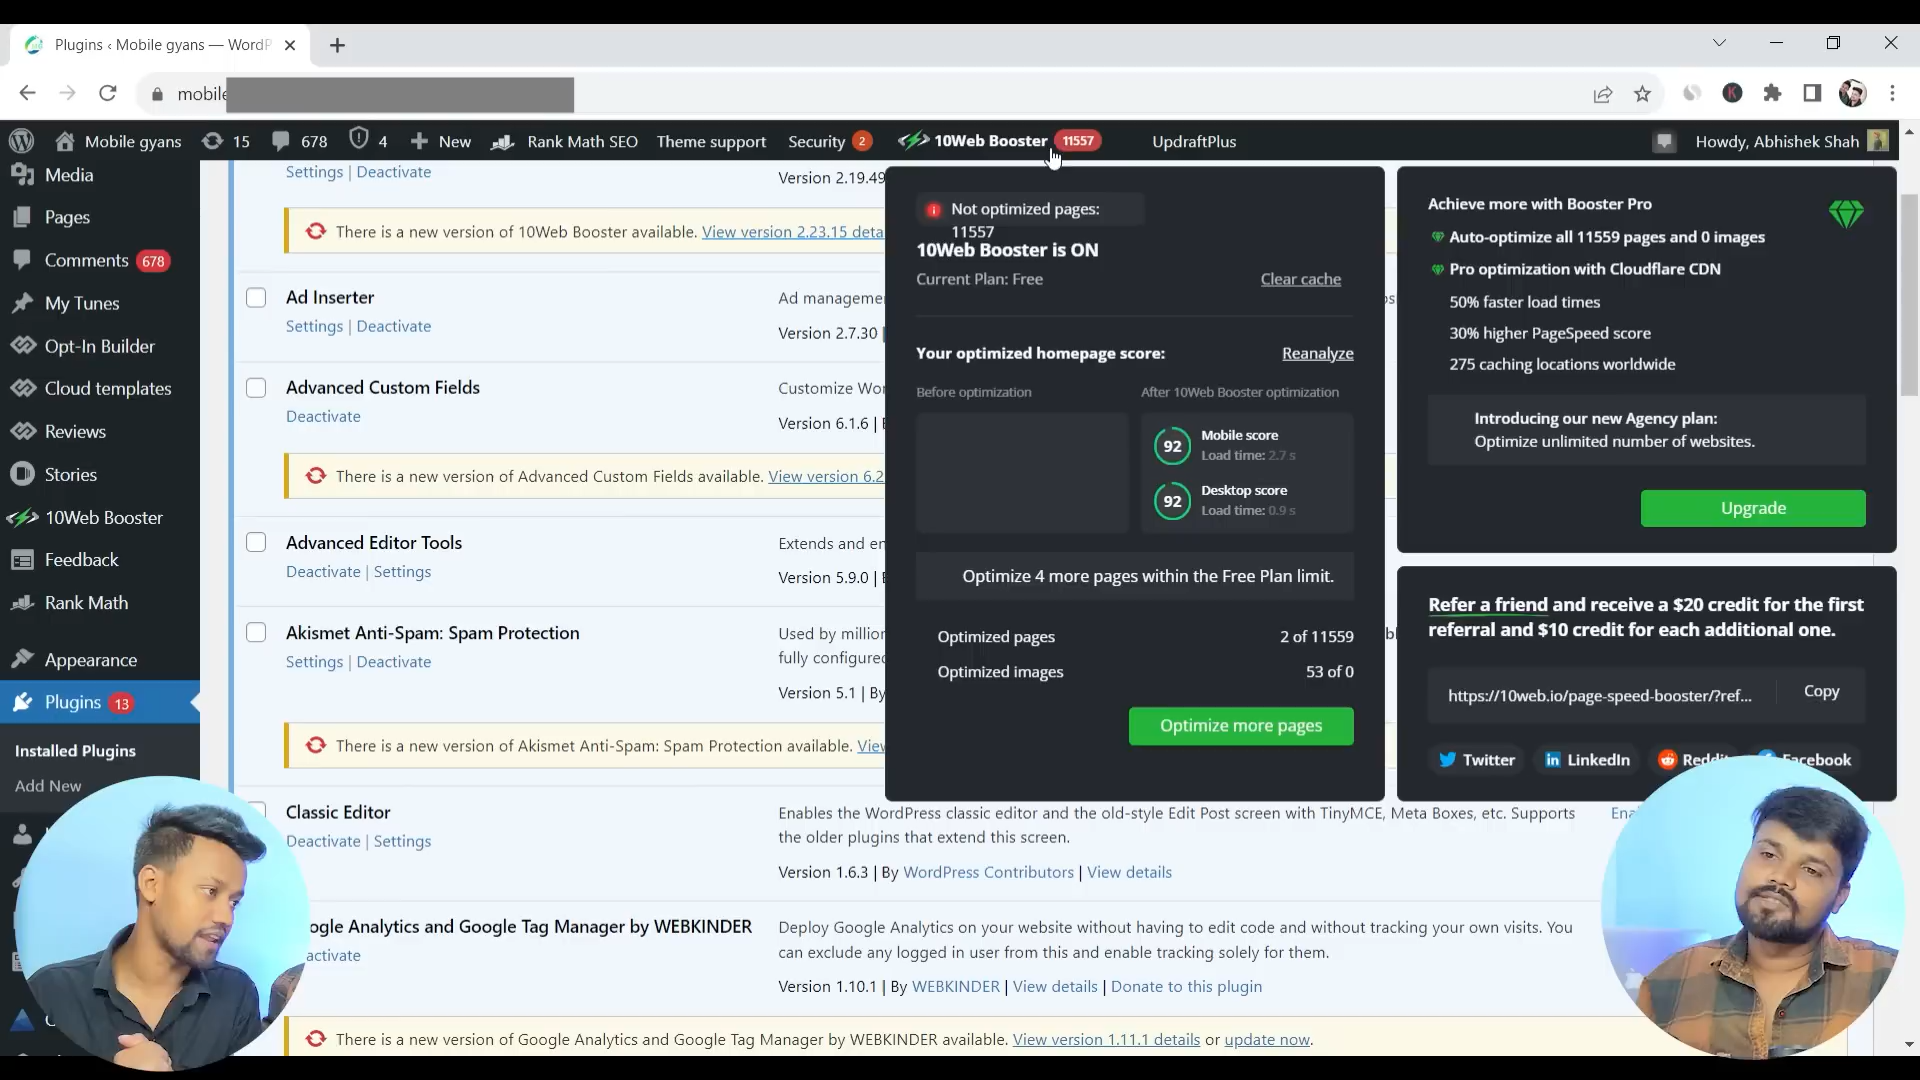 Plugins ‹ Mobile gyans — WordP
mobile
Mobile gyans
15
678
4
New
Rank Math SEO
Theme support
Security 2
10Web Booster 11557
UpdraftPlus
Howdy, Abhishek Shah
Media
Pages
Comments 678
My Tunes
Opt-In Builder
Cloud templates
Reviews
Stories
10Web Booster
Feedback
Rank Math
Appearance
Plugins 13
Installed Plugins
Add New
Settings | Deactivate
Version 2.19.49
There is a new version of 10Web Booster available. View version 2.23.15 deta
Ad Inserter
Settings | Deactivate
Ad manageme
Version 2.7.30 |
Advanced Custom Fields
Deactivate
Customize Wor
Version 6.1.6 |
There is a new version of Advanced Custom Fields available. View version 6.2
Advanced Editor Tools
Deactivate | Settings
Extends and en
Version 5.9.0 |
Akismet Anti-Spam: Spam Protection
Settings | Deactivate
Used by million
fully configured
Version 5.1 | By
There is a new version of Akismet Anti-Spam: Spam Protection available. View
Classic Editor
Deactivate | Settings
Enables the WordPress classic editor and the old-style Edit Post screen with TinyMCE, Meta Boxes, etc. Supports
the older plugins that extend this screen.
Version 1.6.3 | By WordPress Contributors | View details
Ena
ogle Analytics and Google Tag Manager by WEBKINDER
activate
Deploy Google Analytics on your website without having to edit code and without tracking your own visits. You
can exclude any logged in user from this and enable tracking solely for them.
Version 1.10.1 | By WEBKINDER | View details | Donate to this plugin
There is a new version of Google Analytics and Google Tag Manager by WEBKINDER available. View version 1.11.1 details or update now.
Not optimized pages:
11557
10Web Booster is ON
Current Plan: Free
Clear cache
Your optimized homepage score:
Reanalyze
Before optimization
After 10Web Booster optimization
92
Mobile score
Load time: 2.7 s
92
Desktop score
Load time: 0.9 s
Optimize 4 more pages within the Free Plan limit.
Optimized pages 2 of 11559
Optimized images 53 of 0
Optimize more pages
Achieve more with Booster Pro
Auto-optimize all 11559 pages and 0 images
Pro optimization with Cloudflare CDN
50% faster load times
30% higher PageSpeed score
275 caching locations worldwide
Introducing our new Agency plan:
Optimize unlimited number of websites.
Upgrade
Refer a friend and receive a $20 credit for the first
referral and $10 credit for each additional one.
https://10web.io/page-speed-booster/?ref...
Copy
Twitter
LinkedIn
Reddit
Facebook